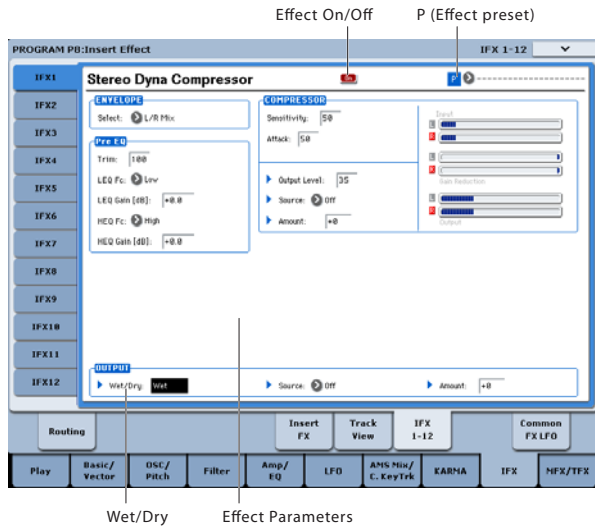 Effect On/Off
P (Effect preset)
PROGRAM P8:Insert Effect
IFX 1-12
IFX1
Stereo Dyna Compressor
On
P
IFX2
IFX3
IFX4
IFX5
IFX6
IFX7
IFX8
IFX9
IFX10
IFX11
IFX12
ENVELOPE
Select: L/R Mix
Pre EQ
Trim: 100
LEQ Fc: Low
LEQ Gain [dB]: +0.0
HEQ Fc: High
HEQ Gain [dB]: +0.0
COMPRESSOR
Sensitivity: 50
Attack: 50
Output Level: 35
Source: Off
Amount: +0
Input
Gain Reduction
Output
OUTPUT
Wet/Dry: Wet
Source: Off
Amount: +0
Routing
Insert FX
Track View
IFX 1-12
Common FX LFO
Play
Basic/ Vector
OSC/ Pitch
Filter
Amp/ EQ
LFO
AMS Mix/ C. KeyTrk
KARMA
IFX
MFX/TFX
Wet/Dry
Effect Parameters